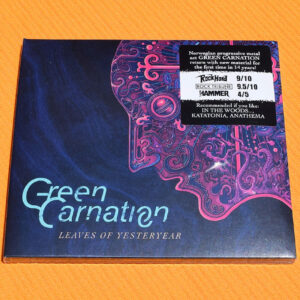 Norwegian progressive metal
act GREEN CARNATION
return with new material for
the first time in 14 years!
RockHard 9/10
ROCK TRIBUNE 9.5/10
HAMMER 4/5
Recommended if you like:
IN THE WOODS...
KATATONIA, ANATHEMA
Green
Carnation
LEAVES OF YESTERYEAR